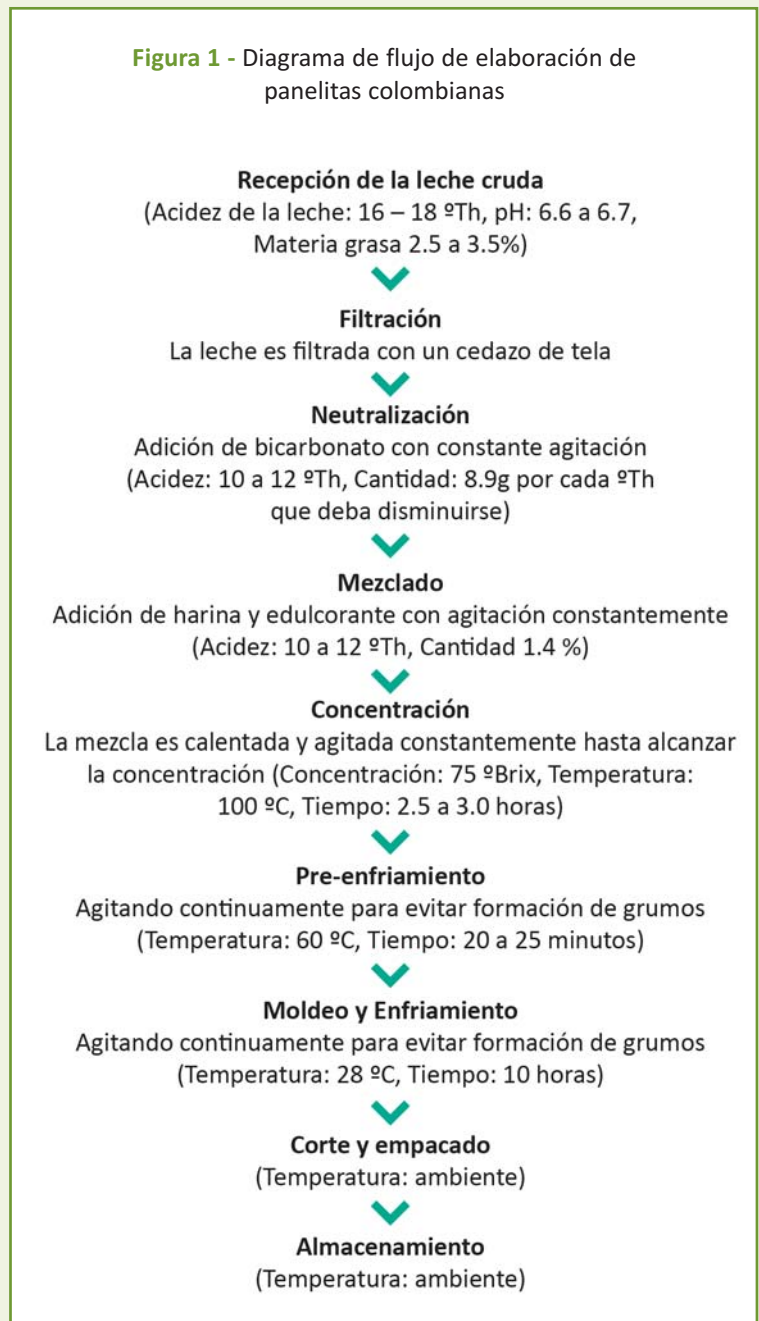 Figura 1 - Diagrama de flujo de elaboración de
panelitas colombianas
Recepción de la leche cruda
(Acidez de la leche: 16 – 18 ºTh, pH: 6.6 a 6.7,
Materia grasa 2.5 a 3.5%)
Filtración
La leche es filtrada con un cedazo de tela
Neutralización
Adición de bicarbonato con constante agitación
(Acidez: 10 a 12 ºTh, Cantidad: 8.9g por cada ºTh
que deba disminuirse)
Mezclado
Adición de harina y edulcorante con agitación constantemente
(Acidez: 10 a 12 ºTh, Cantidad 1.4 %)
Concentración
La mezcla es calentada y agitada constantemente hasta alcanzar
la concentración (Concentración: 75 ºBrix, Temperatura:
100 ºC, Tiempo: 2.5 a 3.0 horas)
Pre-enfriamiento
Agitando continuamente para evitar formación de grumos
(Temperatura: 60 ºC, Tiempo: 20 a 25 minutos)
Moldeo y Enfriamiento
Agitando continuamente para evitar formación de grumos
(Temperatura: 28 ºC, Tiempo: 10 horas)
Corte y empacado
(Temperatura: ambiente)
Almacenamiento
(Temperatura: ambiente)